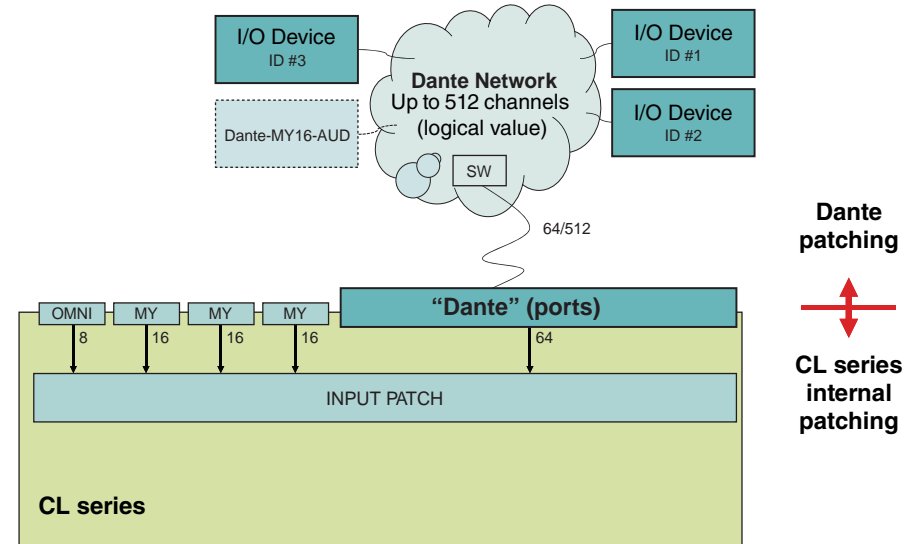 I/O Device
ID #3
I/O Device
ID #1
Dante Network
Up to 512 channels
(logical value)
Dante-MY16-AUD
I/O Device
ID #2
SW
64/512
Dante
patching
OMNI
MY
MY
MY
“Dante” (ports)
8
16
16
16
64
INPUT PATCH
CL series
internal
patching
CL series